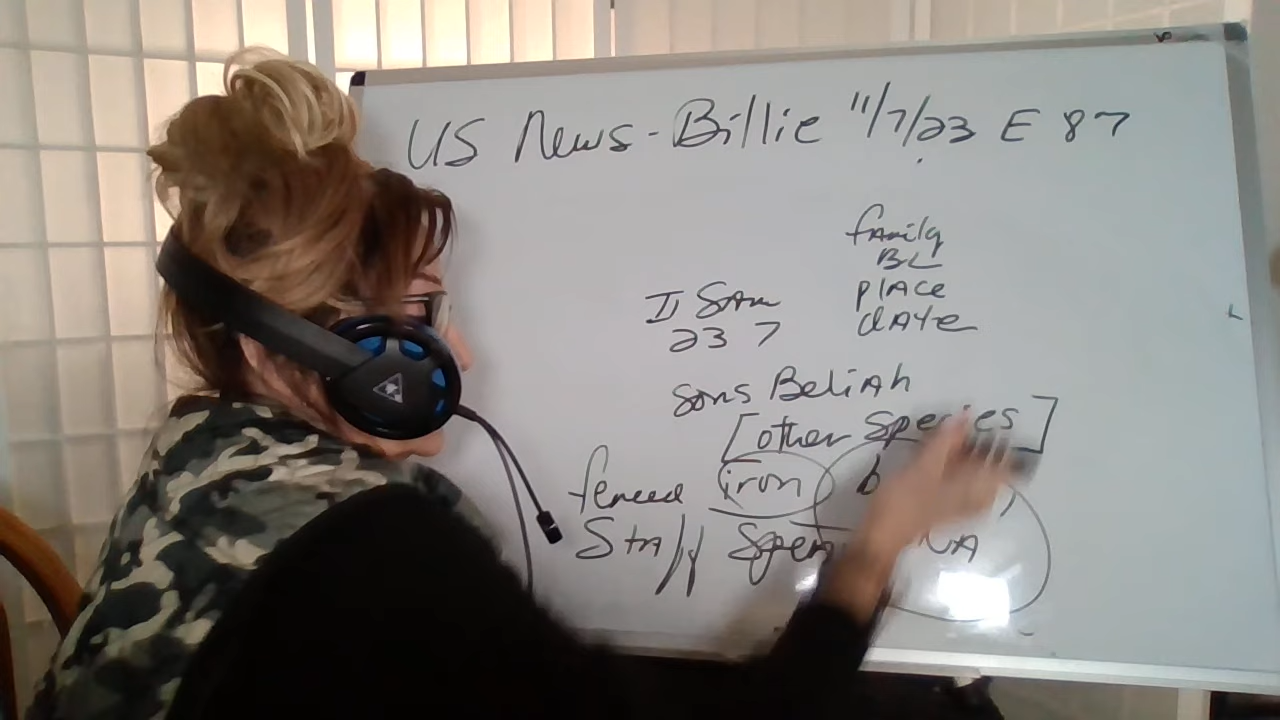 US News - Billie 11/7/23 E 87
family
BL
place
date
II Sam
23 7
Sons Beliah
[other Species]
fenced iron
Staff